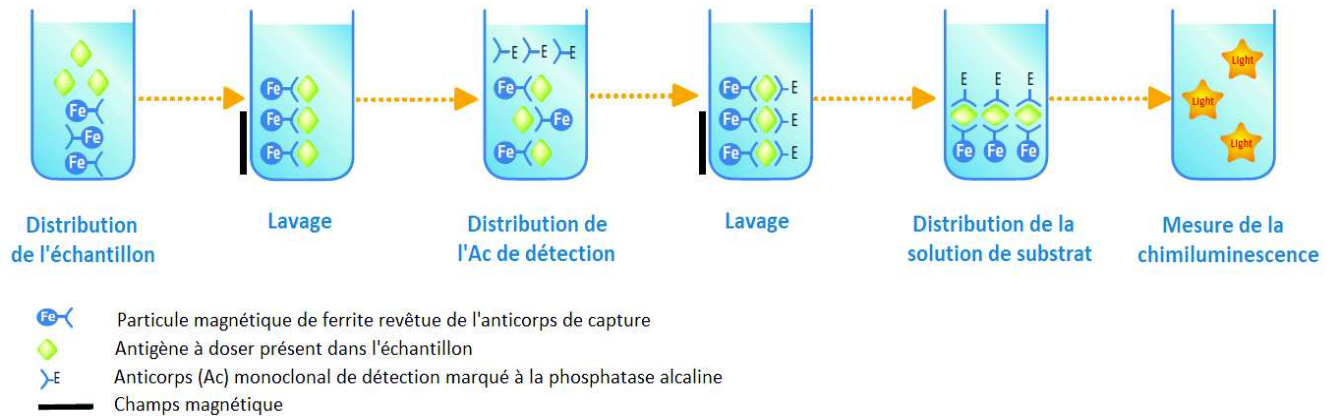 Fe
Fe
Fe
Fe
Fe
Fe
E E E
Fe
Fe
Fe
Fe E
Fe E
Fe E
E E E
Fe Fe Fe
Light
Light
Light
Distribution
de l'échantillon
Lavage
Distribution de
l'Ac de détection
Lavage
Distribution de la
solution de substrat
Mesure de la
chimiluminescence
Fe Particule magnétique de ferrite revêtue de l'anticorps de capture
Antigène à doser présent dans l'échantillon
E Anticorps (Ac) monoclonal de détection marqué à la phosphatase alcaline
Champs magnétique